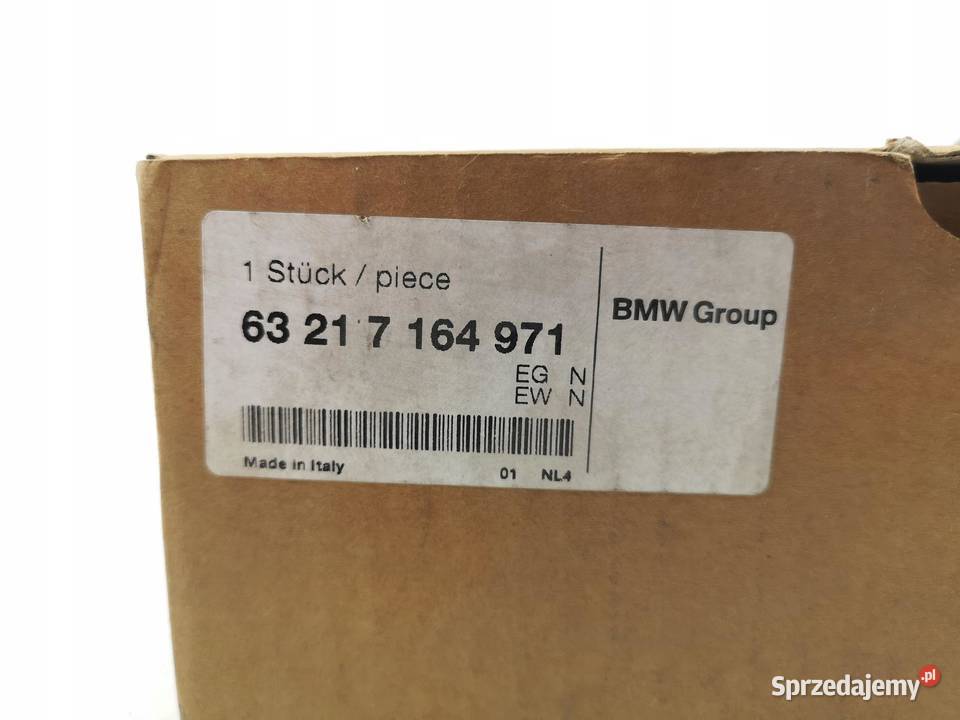 1 Stück / piece
63 21 7 164 971
EG N
EW N
Made in Italy
01 NL4
BMW Group
Sprzedajemy.pl